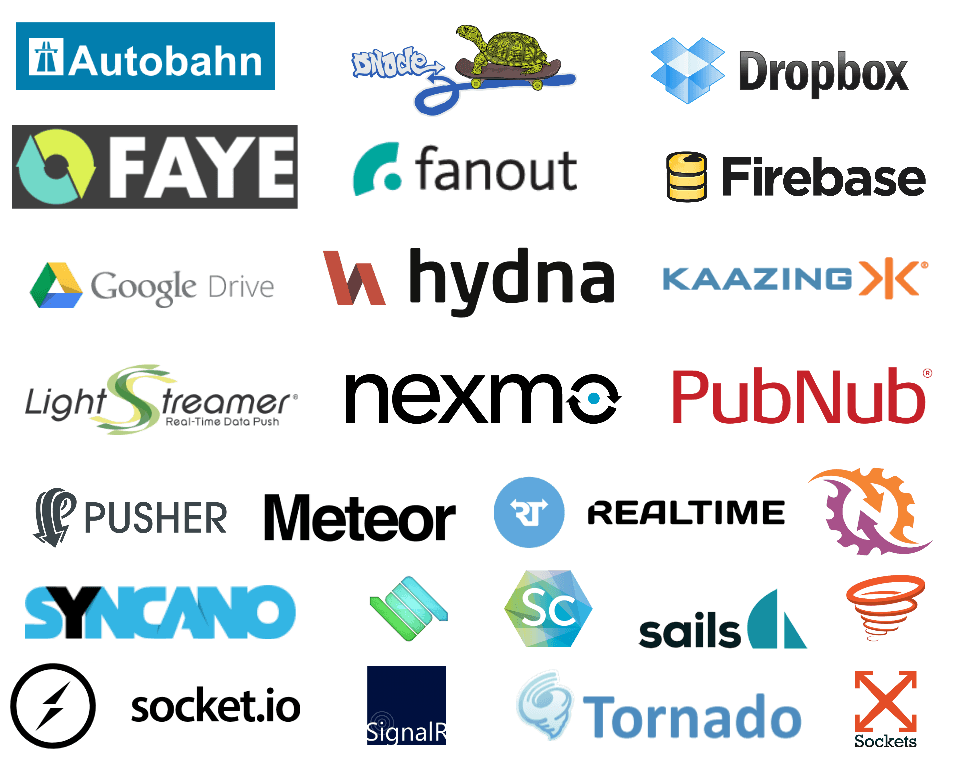 Autobahn
DNode
Dropbox
FAYE
fanout
Firebase
Google Drive
hydna
KAAZING ®
LightStreamer®
Real-Time Data Push
nexmo
PubNub®
PUSHER
Meteor
RT
REALTIME
N
SYNCANO
Sc
sails
socket.io
SignalR
Tornado
Sockets